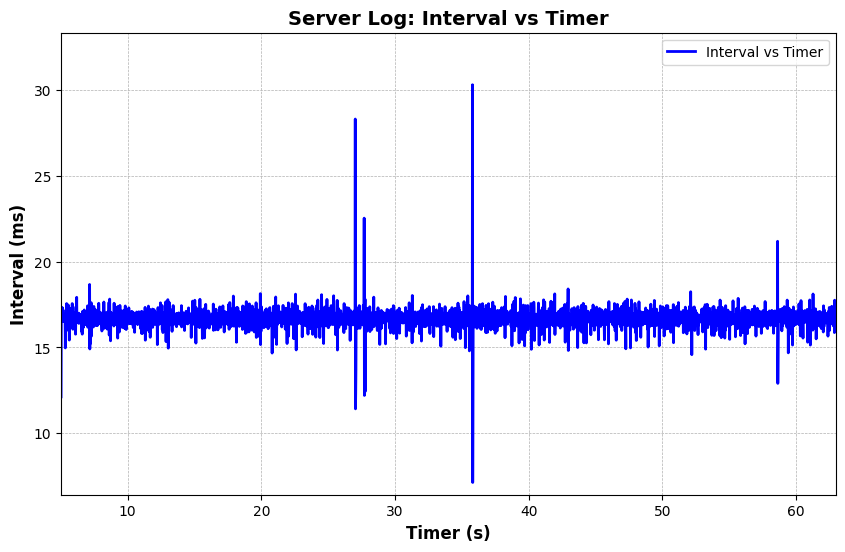 Server Log: Interval vs Timer
Interval vs Timer
30
25
20
15
10
Interval (ms)
10 20 30 40 50 60
Timer (s)